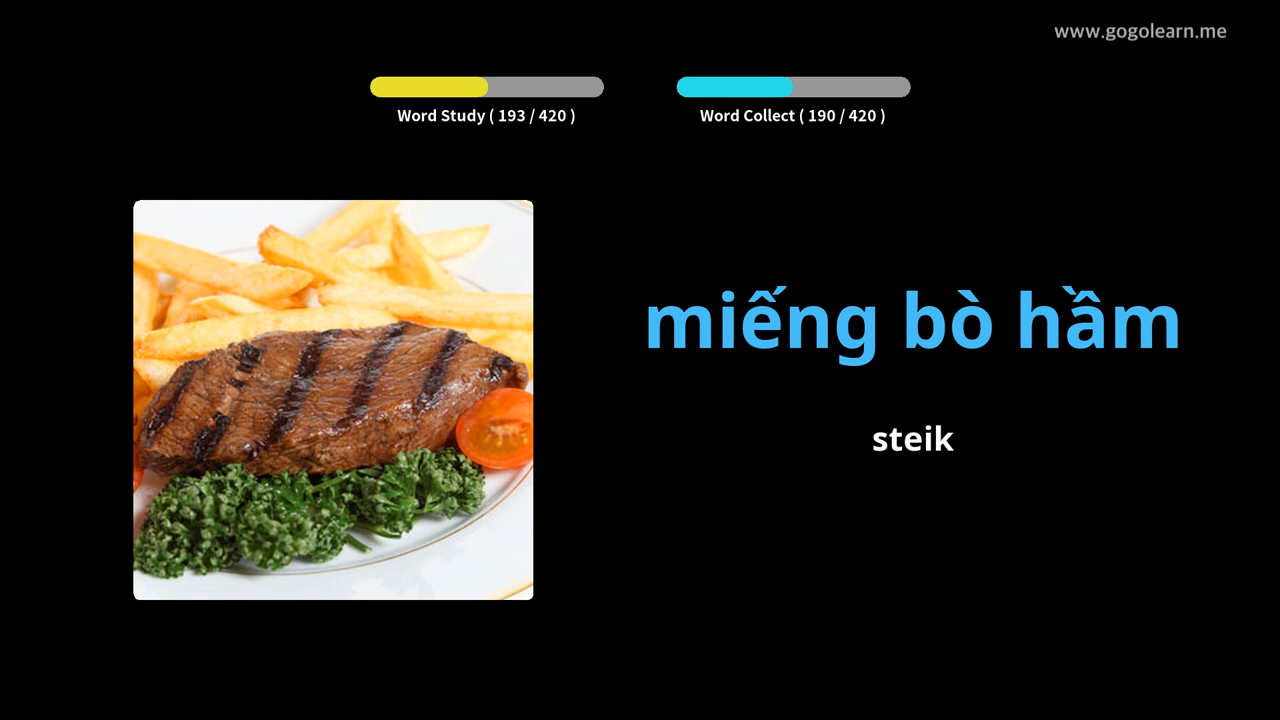 www.gogolearn.me
Word Study ( 193 / 420 )
Word Collect ( 190 / 420 )
miếng bò hầm
steik